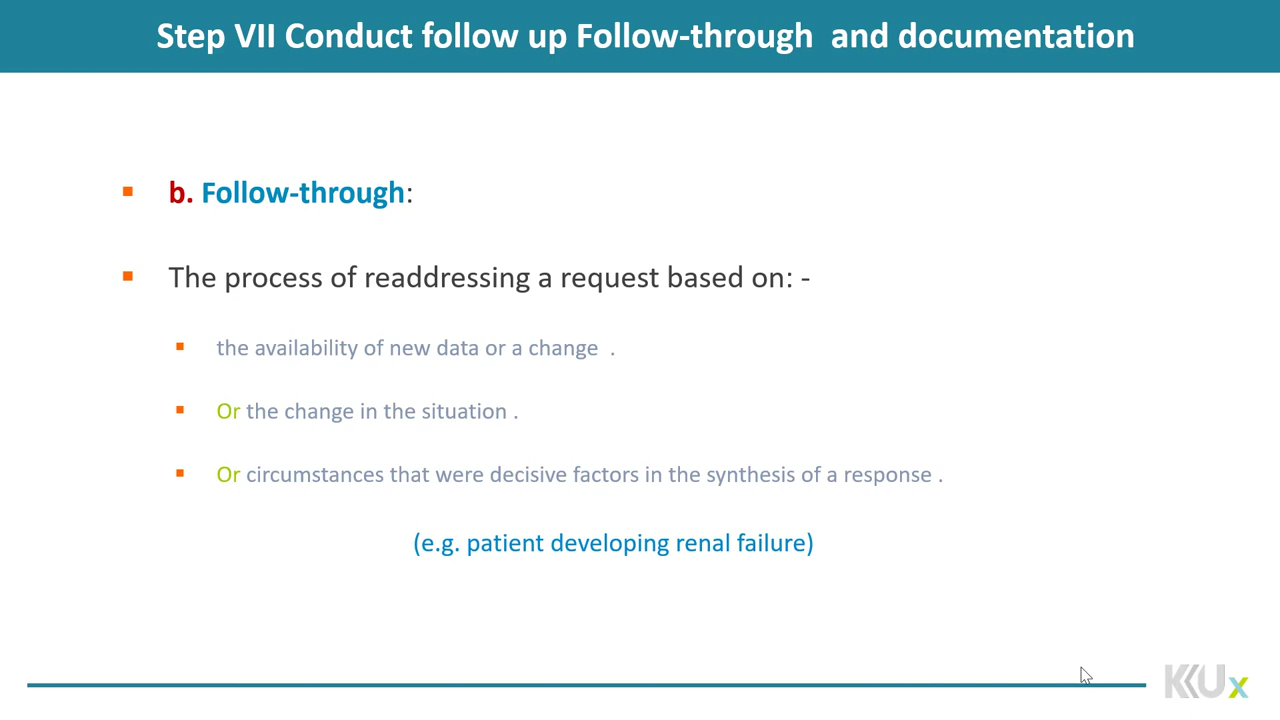 Step VII Conduct follow up Follow-through and documentation
b. Follow-through:
The process of readdressing a request based on: -
the availability of new data or a change .
Or the change in the situation .
Or circumstances that were decisive factors in the synthesis of a response .
(e.g. patient developing renal failure)
KKUx